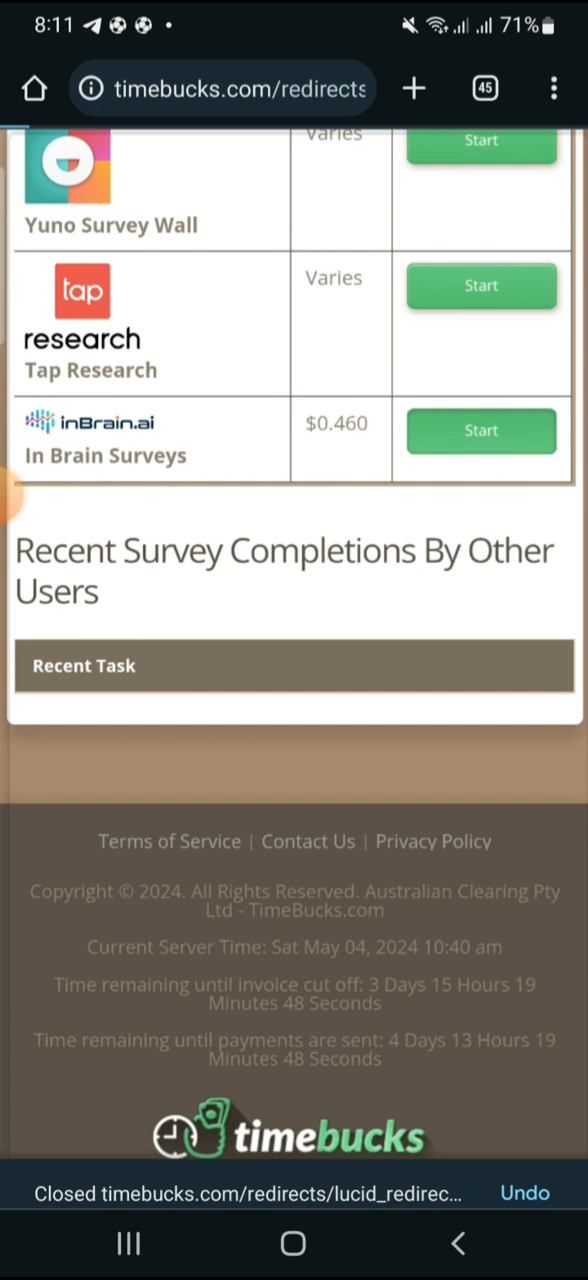 8:11
71%
timebucks.com/redirects
45
Varies
Start
Yuno Survey Wall
tap
research
Varies
Start
Tap Research
inBrain.ai
$0.460
Start
In Brain Surveys
Recent Survey Completions By Other
Users
Recent Task
Terms of Service | Contact Us | Privacy Policy
Copyright © 2024. All Rights Reserved. Australian Clearing Pty
Ltd - TimeBucks.com
Current Server Time: Sat May 04, 2024 10:40 am
Time remaining until invoice cut off: 3 Days 15 Hours 19
Minutes 48 Seconds
Time remaining until payments are sent: 4 Days 13 Hours 19
Minutes 48 Seconds
timebucks
Closed timebucks.com/redirects/lucid_redirec... Undo